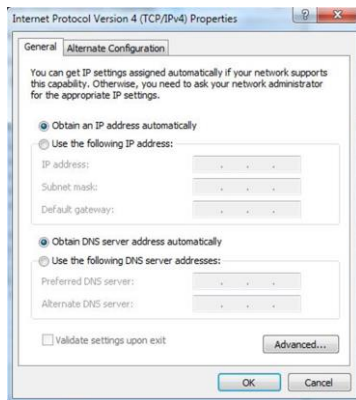 Internet Protocol Version 4 (TCP/IPv4) Properties
General
Alternate Configuration
You can get IP settings assigned automatically if your network supports
this capability. Otherwise, you need to ask your network administrator
for the appropriate IP settings.
Obtain an IP address automatically
Use the following IP address:
IP address:
Subnet mask:
Default gateway:
Obtain DNS server address automatically
Use the following DNS server addresses:
Preferred DNS server:
Alternate DNS server:
Validate settings upon exit
Advanced...
OK
Cancel